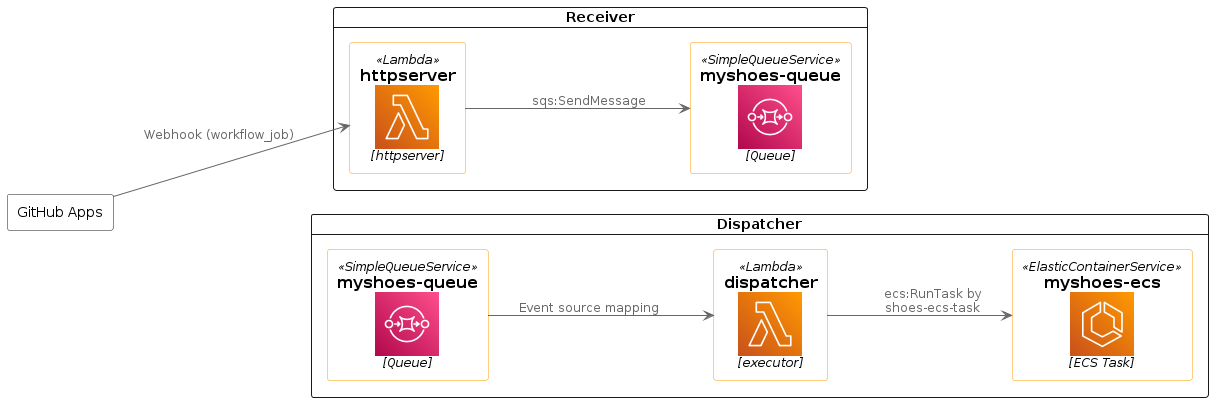 Receiver
«Lambda»
httpserver
[httpserver]
sqs:SendMessage
«SimpleQueueService»
myshoes-queue
[Queue]
Webhook (workflow_job)
GitHub Apps
Dispatcher
«SimpleQueueService»
myshoes-queue
[Queue]
Event source mapping
«Lambda»
dispatcher
[executor]
ecs:RunTask by
shoes-ecs-task
«ElasticContainerService»
myshoes-ecs
[ECS Task]